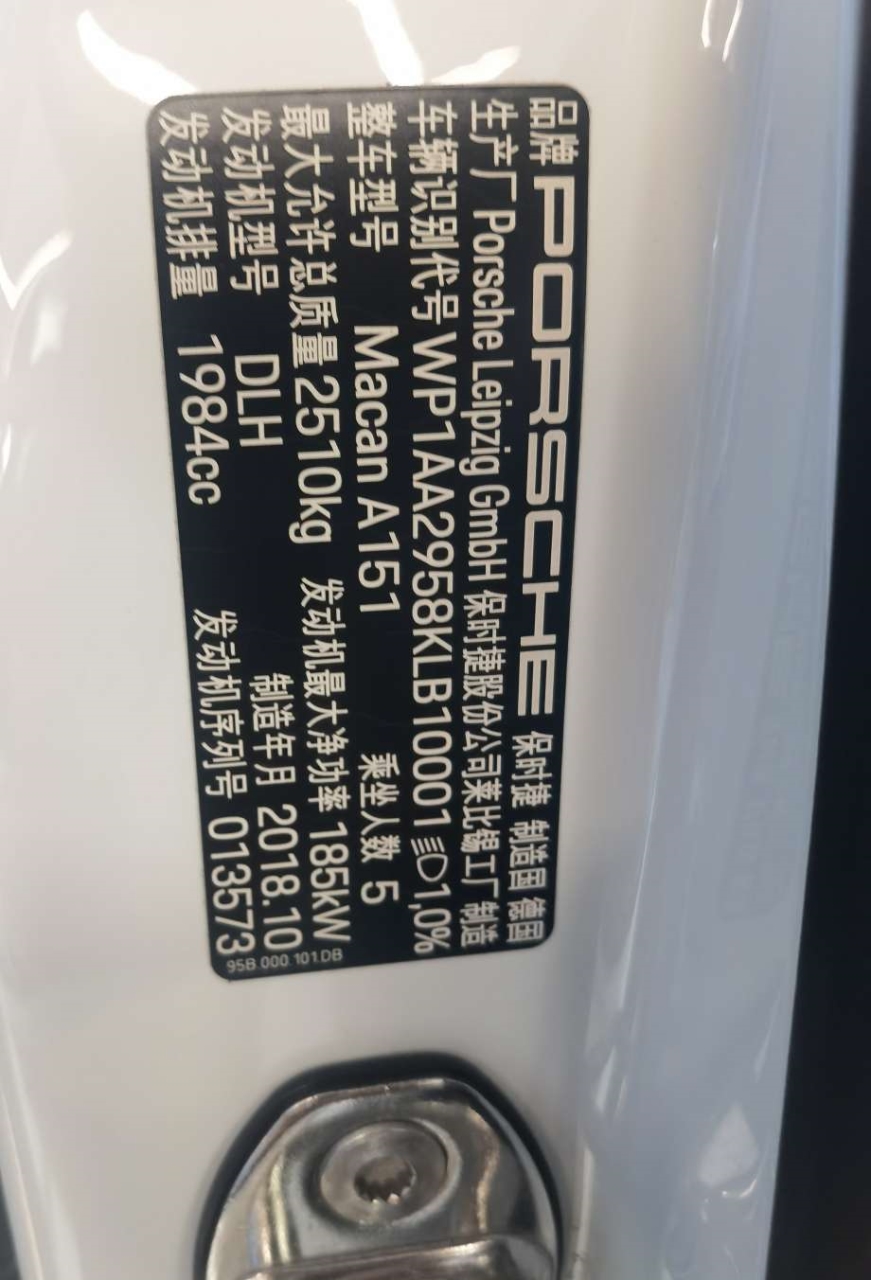 品牌 PORSCHE 保时捷 制造国 德国
生产厂 Porsche Leipzig GmbH 保时捷股份公司莱比锡工厂 制造
车辆识别代号 WP1AA2958KLB10001 1,0%
整车型号 Macan A151 乘坐人数 5
最大允许总质量 2510kg 发动机最大净功率 185kW
发动机型号 DLH 制造年月 2018.10
发动机排量 1984cc 发动机序列号 013573
95B.000.101.DB